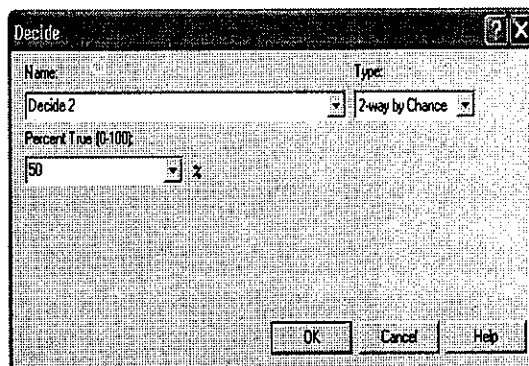 Decide
Name: Type:
Decide 2 2-way by Chance
Percent True (0-100):
50 %
OK Cancel Help